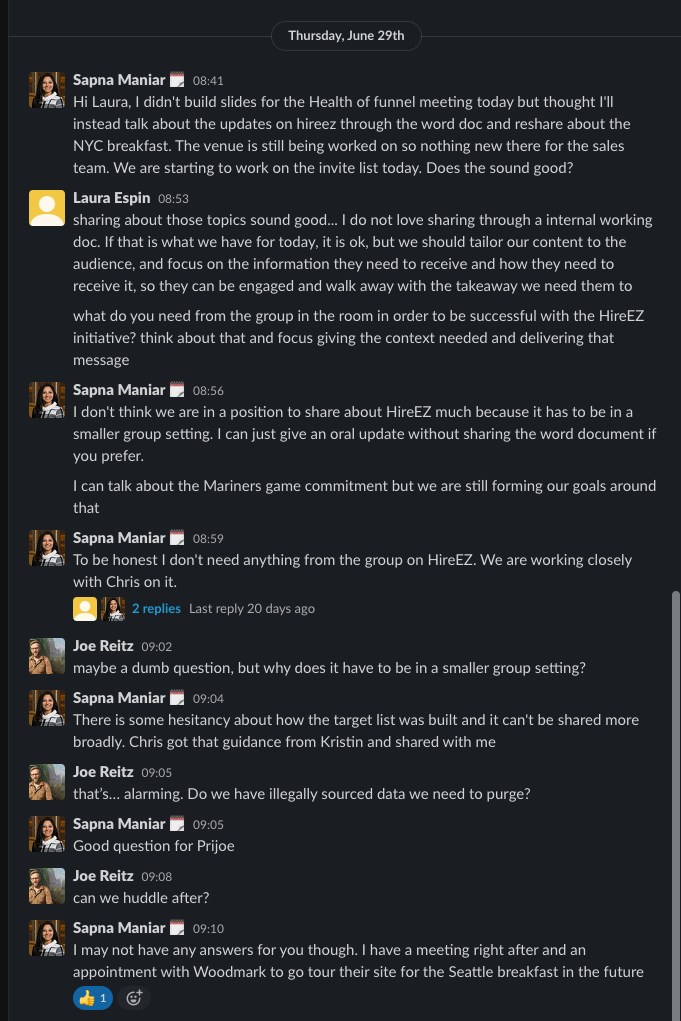 Thursday, June 29th
Sapna Maniar 08:41
Hi Laura, I didn't build slides for the Health of funnel meeting today but thought I'll
instead talk about the updates on hireez through the word doc and reshare about the
NYC breakfast. The venue is still being worked on so nothing new there for the sales
team. We are starting to work on the invite list today. Does the sound good?
Laura Espin 08:53
sharing about those topics sound good... I do not love sharing through a internal working
doc. If that is what we have for today, it is ok, but we should tailor our content to the
audience, and focus on the information they need to receive and how they need to
receive it, so they can be engaged and walk away with the takeaway we need them to
what do you need from the group in the room in order to be successful with the HireEZ
initiative? think about that and focus giving the context needed and delivering that
message
Sapna Maniar 08:56
I don't think we are in a position to share about HireEZ much because it has to be in a
smaller group setting. I can just give an oral update without sharing the word document if
you prefer.
I can talk about the Mariners game commitment but we are still forming our goals around
that
Sapna Maniar 08:59
To be honest I don't need anything from the group on HireEZ. We are working closely
with Chris on it.
2 replies Last reply 20 days ago
Joe Reitz 09:02
maybe a dumb question, but why does it have to be in a smaller group setting?
Sapna Maniar 09:04
There is some hesitancy about how the target list was built and it can't be shared more
broadly. Chris got that guidance from Kristin and shared with me
Joe Reitz 09:05
that's... alarming. Do we have illegally sourced data we need to purge?
Sapna Maniar 09:05
Good question for Prijoe
Joe Reitz 09:08
can we huddle after?
Sapna Maniar 09:10
I may not have any answers for you though. I have a meeting right after and an
appointment with Woodmark to go tour their site for the Seattle breakfast in the future
👍 1